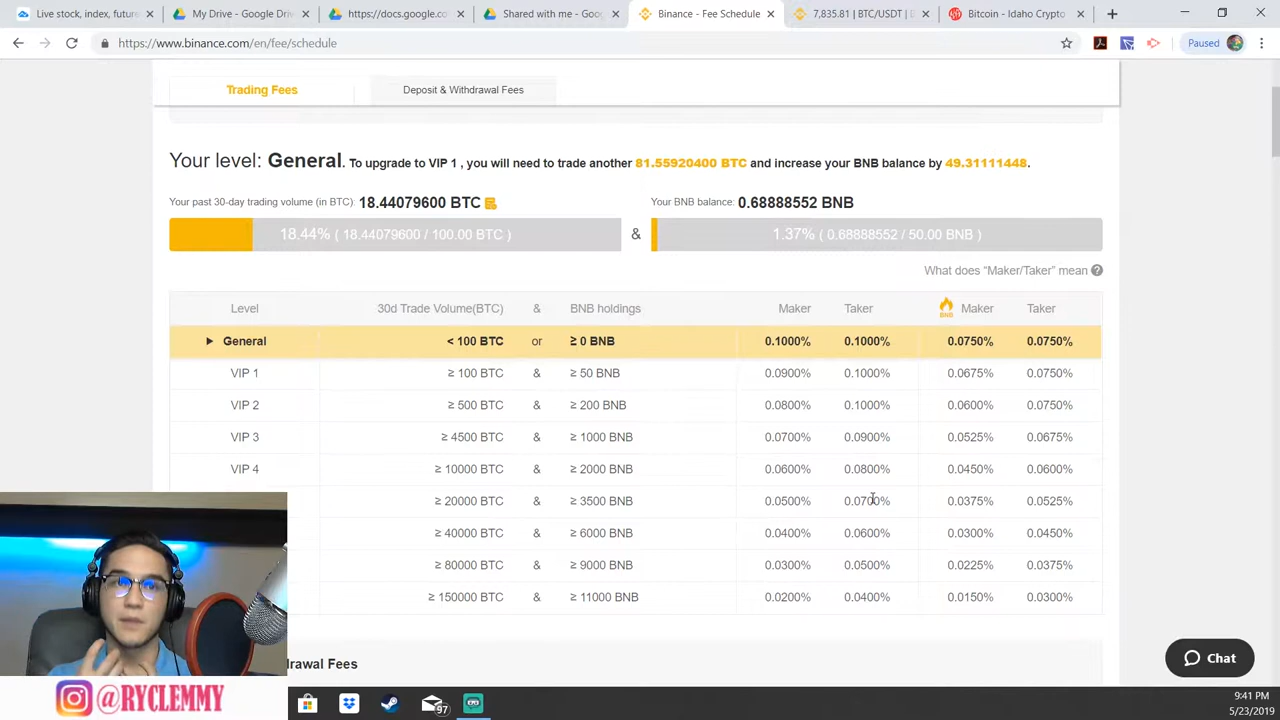 Live stock, index, future
My Drive - Google Driv
https://docs.google.co
Shared with me - Goog
Binance - Fee Schedule
7,835.81 | BTC/USDT |
Bitcoin - Idaho Crypto
https://www.binance.com/en/fee/schedule
Paused
Trading Fees
Deposit & Withdrawal Fees
Your level: General. To upgrade to VIP 1 , you will need to trade another 81.55920400 BTC and increase your BNB balance by 49.31111448.
Your past 30-day trading volume (in BTC): 18.44079600 BTC
Your BNB balance: 0.68888552 BNB
18.44% ( 18.44079600 / 100.00 BTC )
&
1.37% ( 0.68888552 / 50.00 BNB )
What does "Maker/Taker" mean ?
Level 30d Trade Volume(BTC) & BNB holdings Maker Taker BNB Maker Taker
General < 100 BTC or ≥ 0 BNB 0.1000% 0.1000% 0.0750% 0.0750%
VIP 1 ≥ 100 BTC & ≥ 50 BNB 0.0900% 0.1000% 0.0675% 0.0750%
VIP 2 ≥ 500 BTC & ≥ 200 BNB 0.0800% 0.1000% 0.0600% 0.0750%
VIP 3 ≥ 4500 BTC & ≥ 1000 BNB 0.0700% 0.0900% 0.0525% 0.0675%
VIP 4 ≥ 10000 BTC & ≥ 2000 BNB 0.0600% 0.0800% 0.0450% 0.0600%
≥ 20000 BTC & ≥ 3500 BNB 0.0500% 0.0700% 0.0375% 0.0525%
≥ 40000 BTC & ≥ 6000 BNB 0.0400% 0.0600% 0.0300% 0.0450%
≥ 80000 BTC & ≥ 9000 BNB 0.0300% 0.0500% 0.0225% 0.0375%
≥ 150000 BTC & ≥ 11000 BNB 0.0200% 0.0400% 0.0150% 0.0300%
drawal Fees
Chat
@RYCLEMMY
97
9:41 PM
5/23/2019